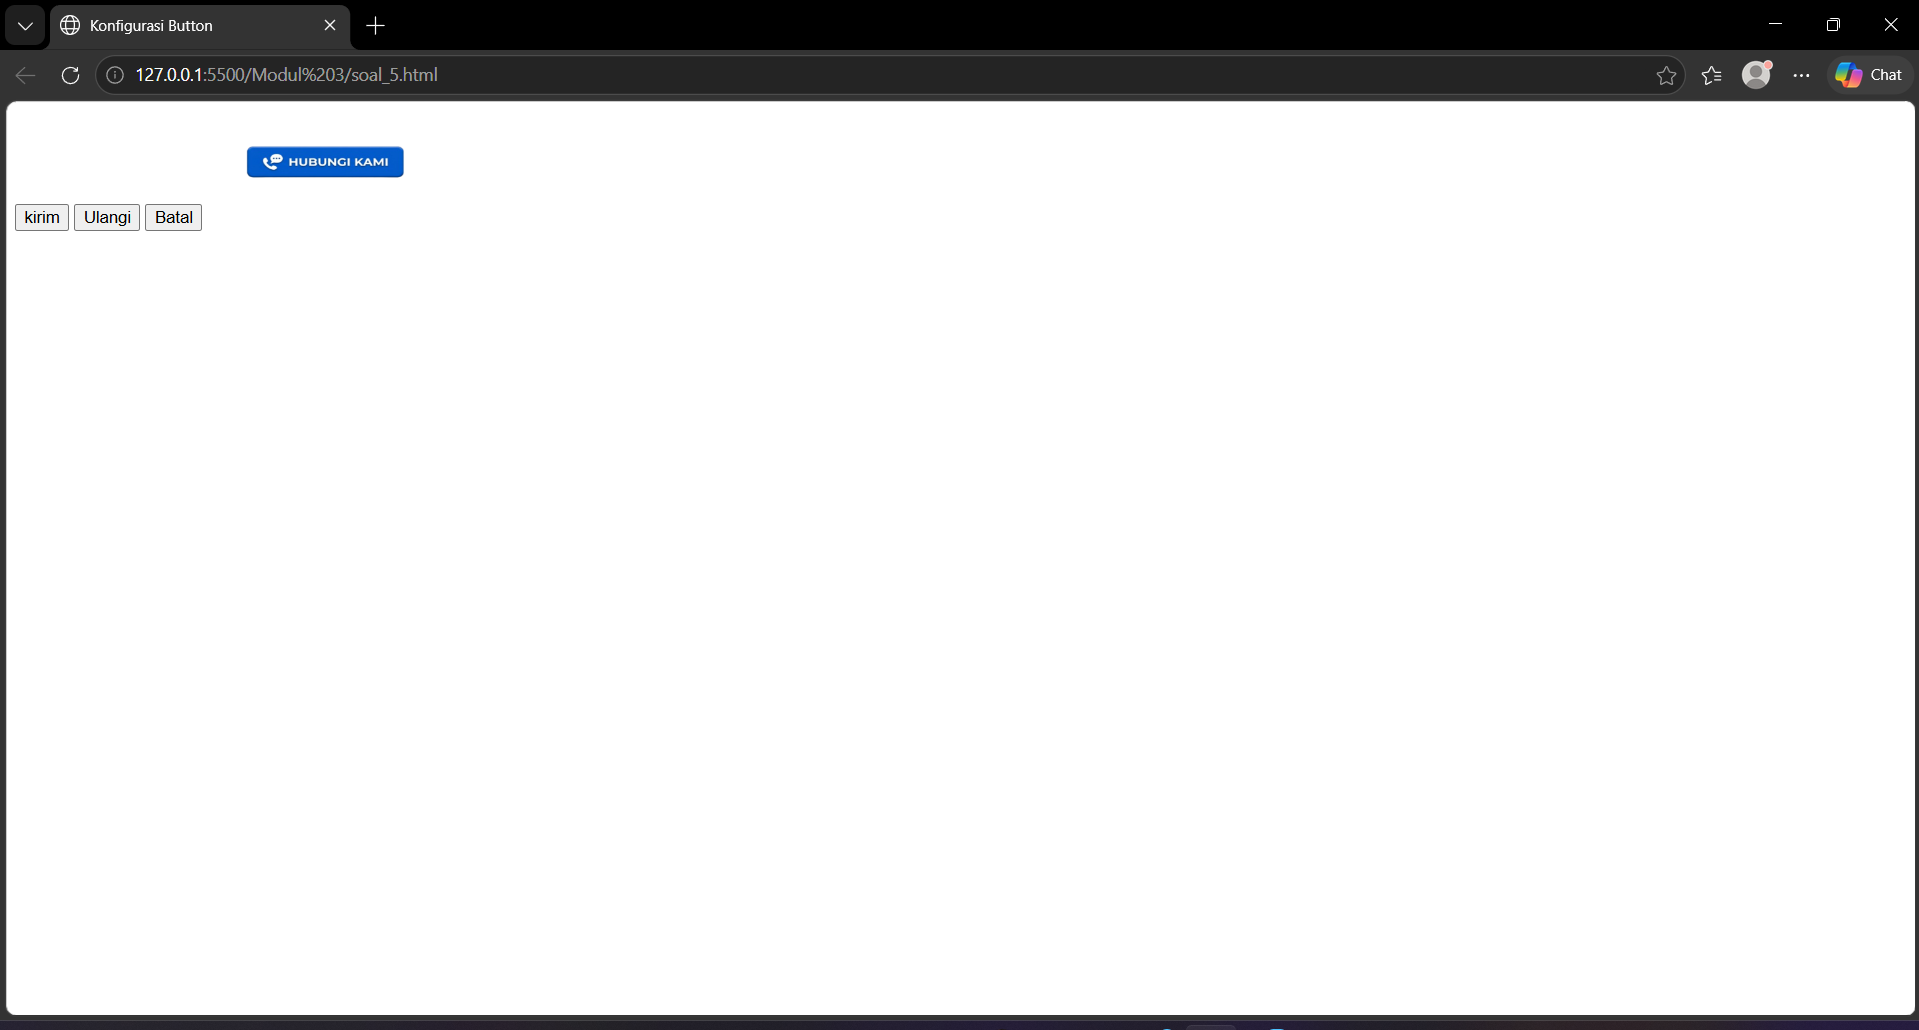 Konfigurasi Button
127.0.0.1:5500/Modul%203/soal_5.html
Chat
HUBUNGI KAMI
kirim Ulangi Batal